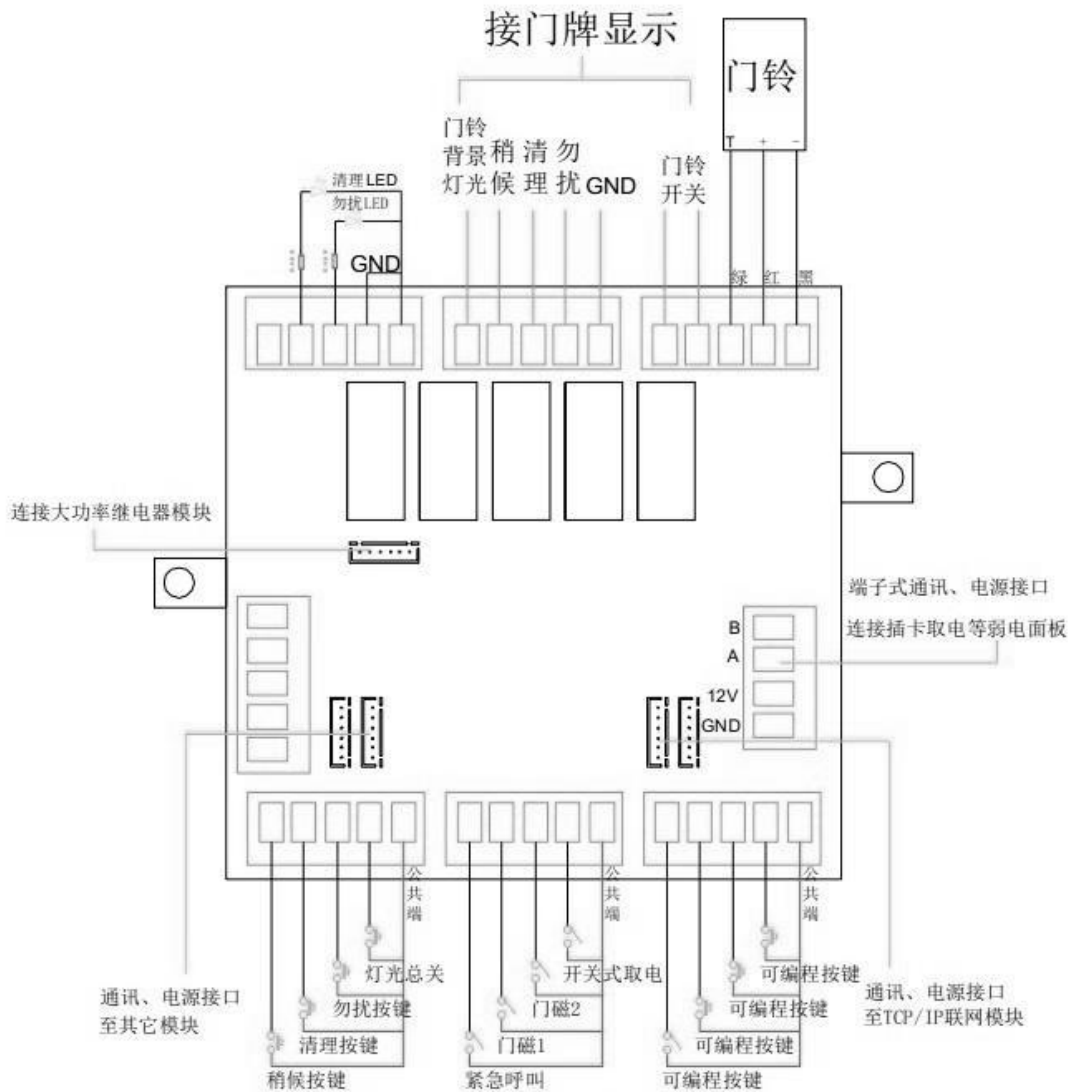 接门牌显示
门铃
T + -
门铃
背景
灯光
稍候
清理
勿扰
GND
门铃
开关
清理LED
勿扰LED
GND
绿 红 黑
连接大功率继电器模块
端子式通讯、电源接口
连接插卡取电等弱电面板
B
A
12V
GND
公共端
公共端
公共端
灯光总关
勿扰按键
清理按键
稍候按键
开关式取电
门磁2
门磁1
紧急呼叫
可编程按键
可编程按键
可编程按键
可编程按键
通讯、电源接口
至其它模块
通讯、电源接口
至TCP/IP联网模块